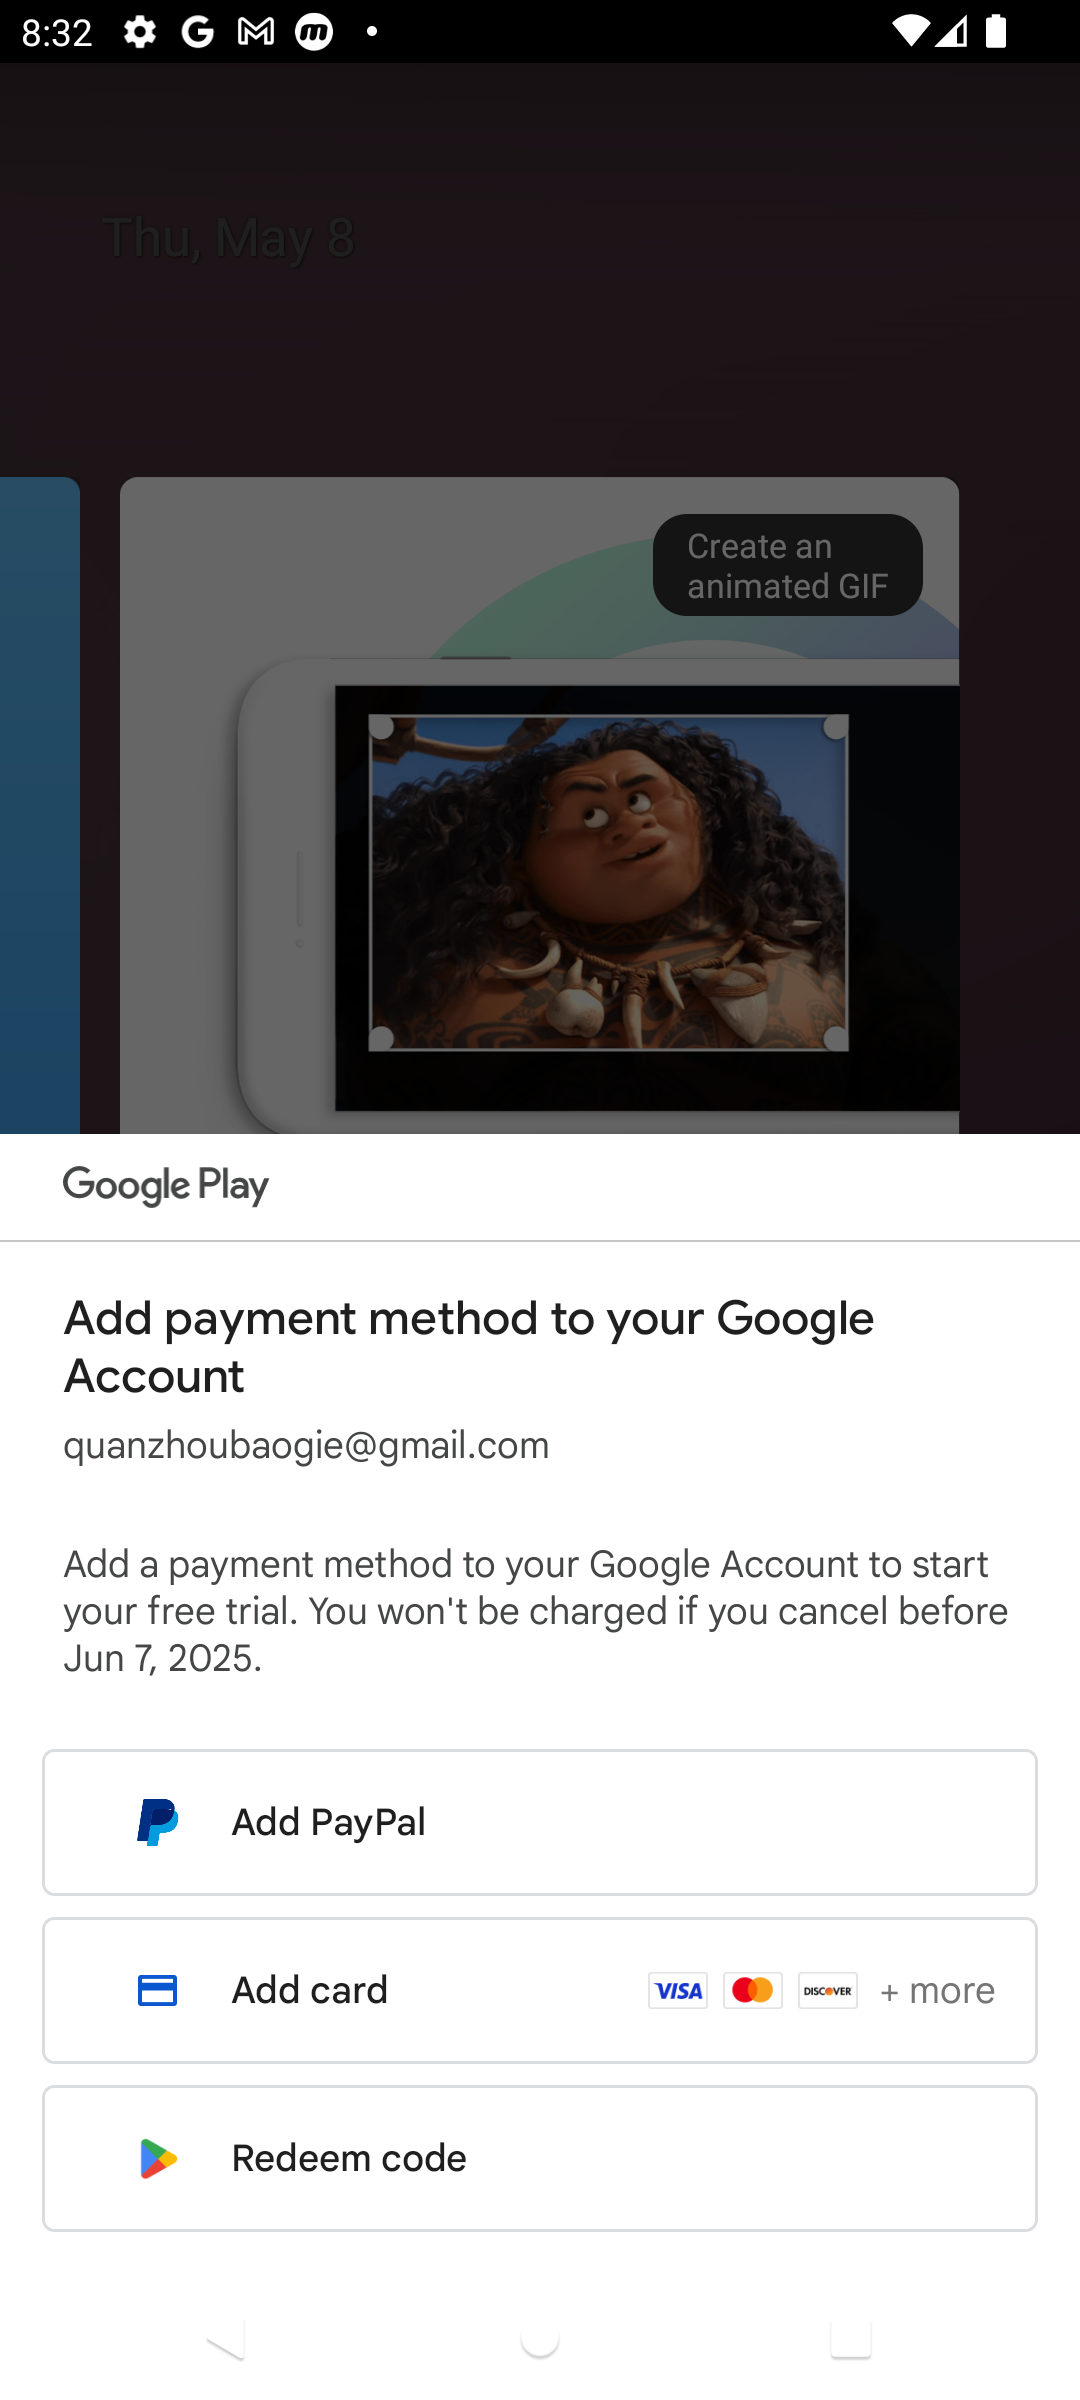 8:32
Thu, May 8
Create an
animated GIF
Google Play
Add payment method to your Google
Account
quanzhoubaogie@gmail.com
Add a payment method to your Google Account to start
your free trial. You won't be charged if you cancel before
Jun 7, 2025.
Add PayPal
Add card VISA DISCOVER + more
Redeem code